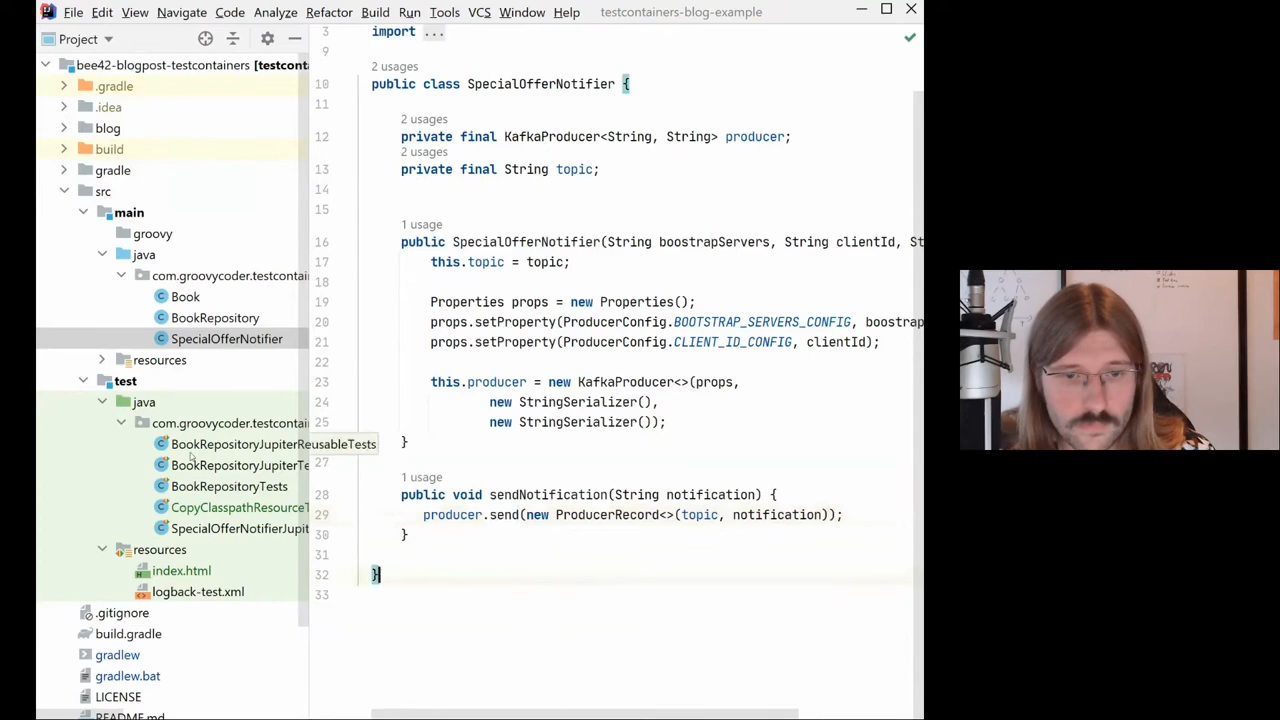 File Edit View Navigate Code Analyze Refactor Build Run Tools VCS Window Help testcontainers-blog-example
Project
bee42-blogpost-testcontainers [testconta
.gradle
.idea
blog
build
gradle
src
main
groovy
java
com.groovycoder.testcontai
Book
BookRepository
SpecialOfferNotifier
resources
test
java
com.groovycoder.testcontai
BookRepositoryJupiterReusableTests
BookRepositoryJupiterTe
BookRepositoryTests
CopyClasspathResourceT
SpecialOfferNotifierJupit
resources
index.html
logback-test.xml
.gitignore
build.gradle
gradlew
gradlew.bat
LICENSE
README.md
3 import ...
9
2 usages
10 public class SpecialOfferNotifier {
11
2 usages
12 private final KafkaProducer<String, String> producer;
2 usages
13 private final String topic;
14
15
1 usage
16 public SpecialOfferNotifier(String boostrapServers, String clientId, St
17 this.topic = topic;
18
19 Properties props = new Properties();
20 props.setProperty(ProducerConfig.BOOTSTRAP_SERVERS_CONFIG, boostrap
21 props.setProperty(ProducerConfig.CLIENT_ID_CONFIG, clientId);
22
23 this.producer = new KafkaProducer<>(props,
24 new StringSerializer(),
25 new StringSerializer());
26 }
27
1 usage
28 public void sendNotification(String notification) {
29 producer.send(new ProducerRecord<>(topic, notification));
30 }
31
32 }
33